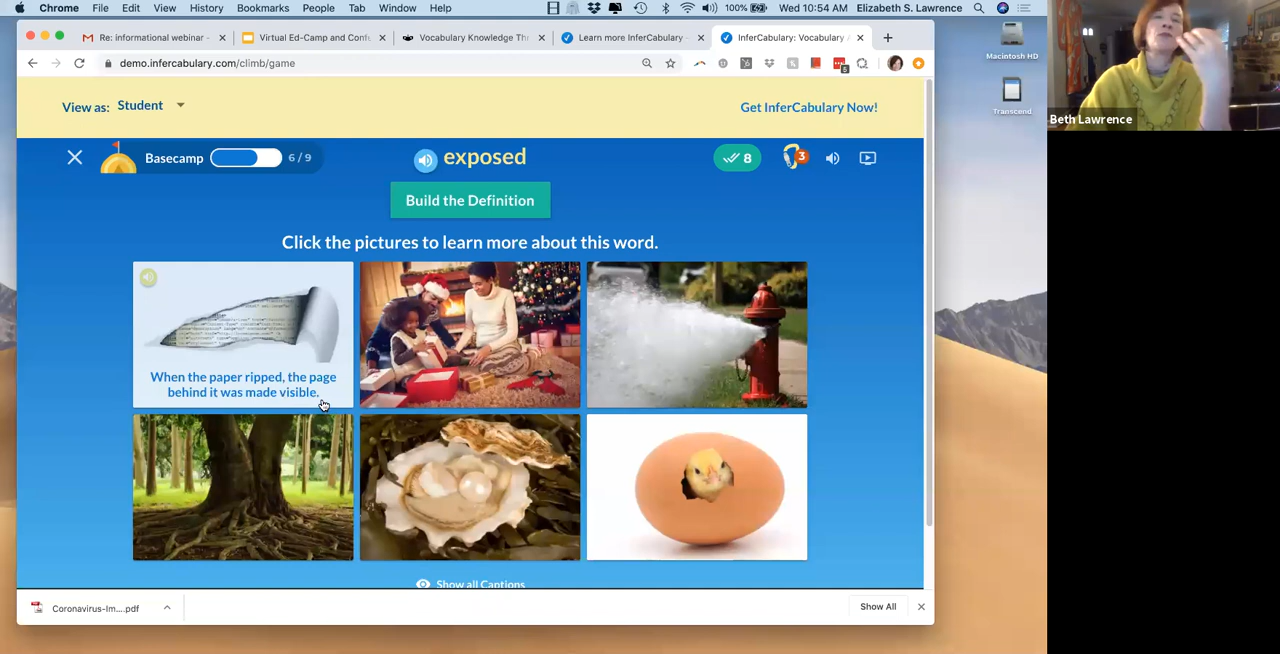 Chrome File Edit View History Bookmarks People Tab Window Help 100% Wed 10:54 AM Elizabeth S. Lawrence
Re: informational webinar - Virtual Ed-Camp and Conf Vocabulary Knowledge Th Learn more InferCabulary - InferCabulary: Vocabulary
demo.infercabulary.com/climb/game
5
Macintosh HD
Transcend
Beth Lawrence
View as: Student
Get InferCabulary Now!
Basecamp 6 / 9 exposed 8 3
Build the Definition
Click the pictures to learn more about this word.
When the paper ripped, the page
behind it was made visible.
Show all Captions
Coronavirus-Im....pdf
Show All